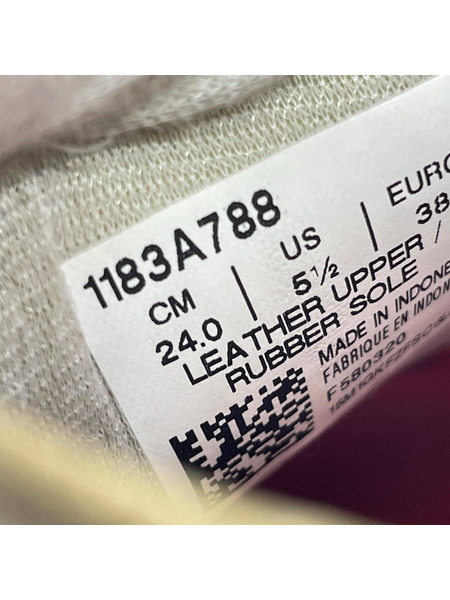 1183A788
CM | US | EURO
24.0 | 5½ | 38
LEATHER UPPER /
RUBBER SOLE
MADE IN INDONE
FABRIQUE EN INDON
F580320